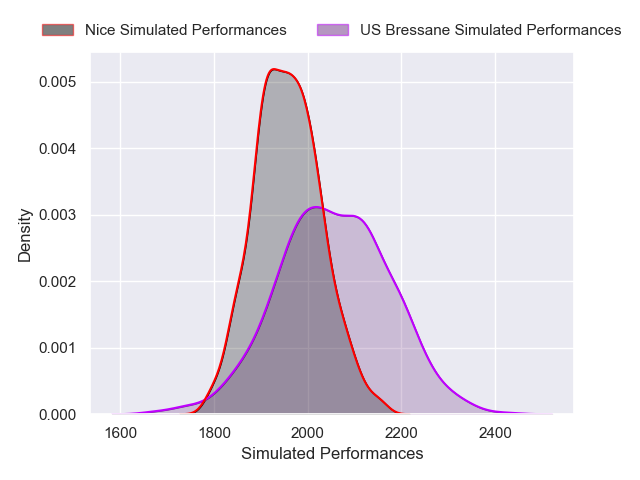 Nice Simulated Performances
US Bressane Simulated Performances
0.005
0.004
0.003
0.002
0.001
0.000
Density
1600
1800
2000
2200
2400
Simulated Performances